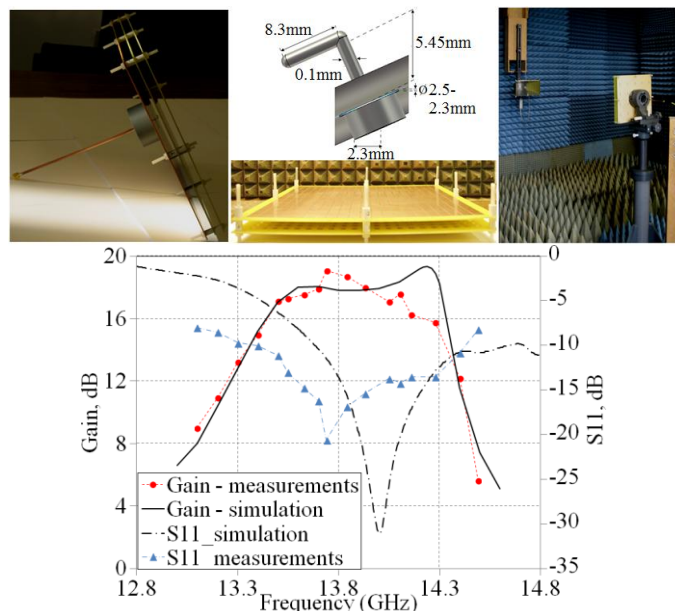 8.3mm
5.45mm
0.1mm
Ø2.5-
2.3mm
2.3mm
20 0
-5
16
-10
12 -15
Gain, dB
S11, dB
8 -20
-25
4
-30
0 -35
Gain - measurements
Gain - simulation
S11_simulation
S11_measurements
12.8 13.3 13.8 14.3 14.8
Frequency (GHz)